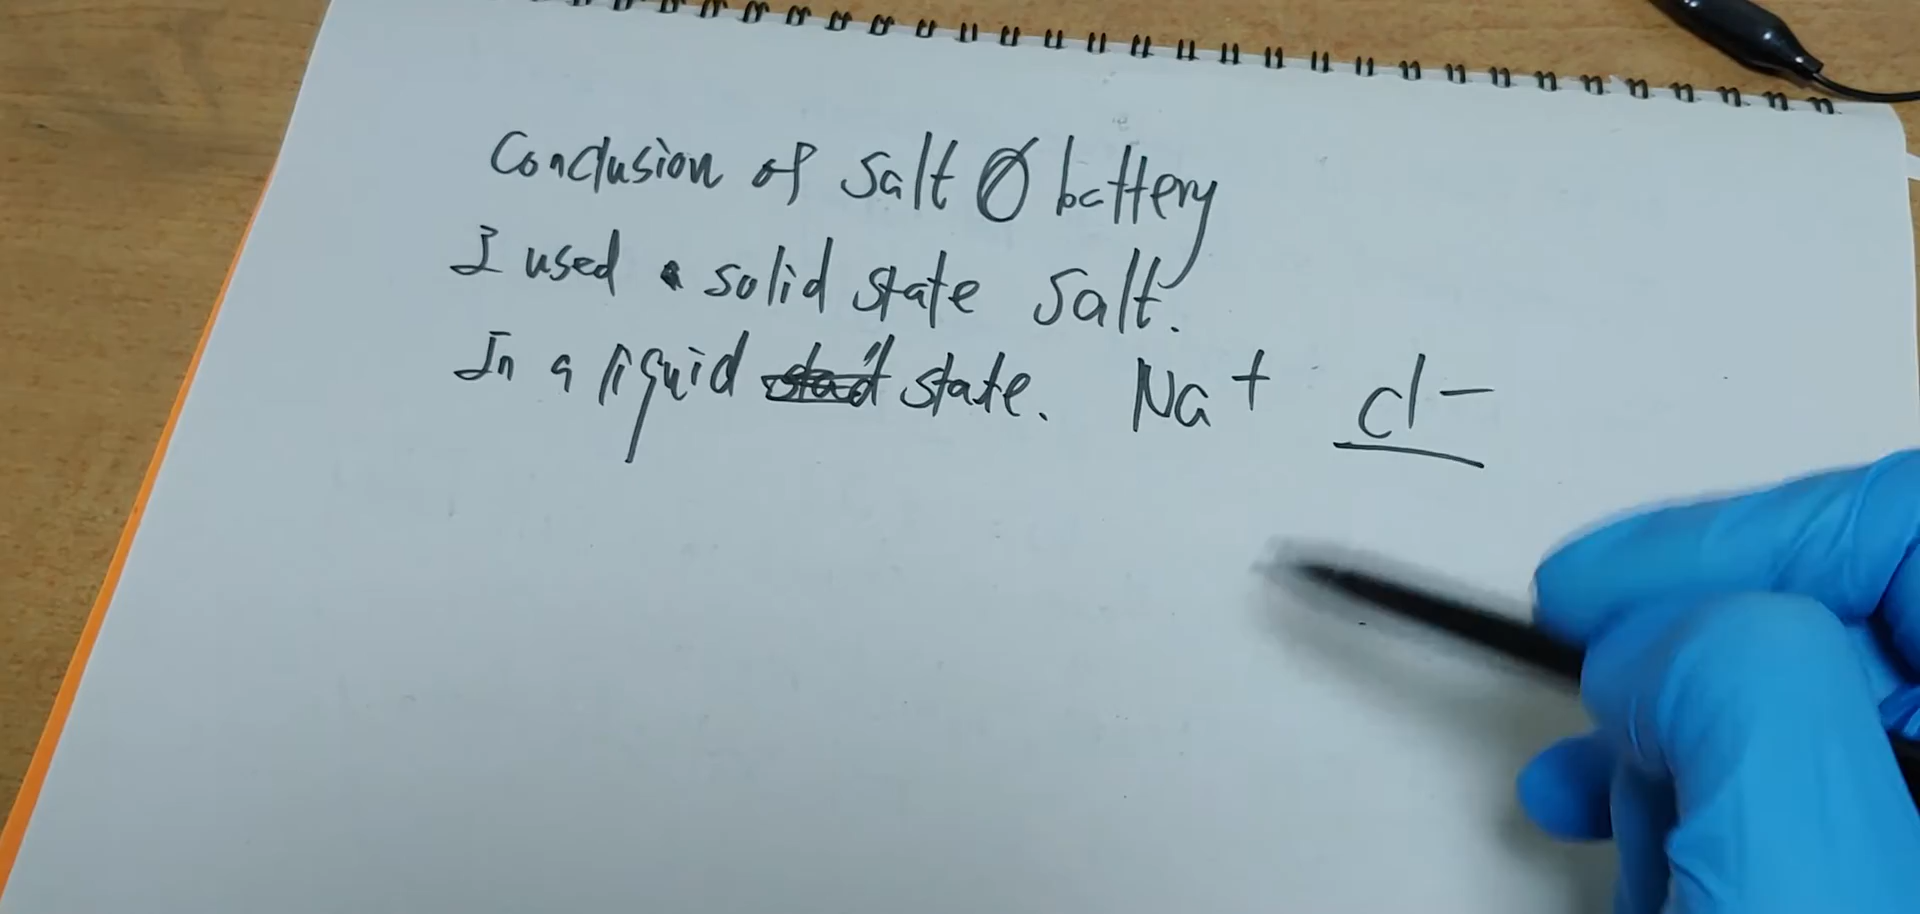 Conclusion of Salt battery
I used solid state Salt.
In a liquid state. Na+ Cl-